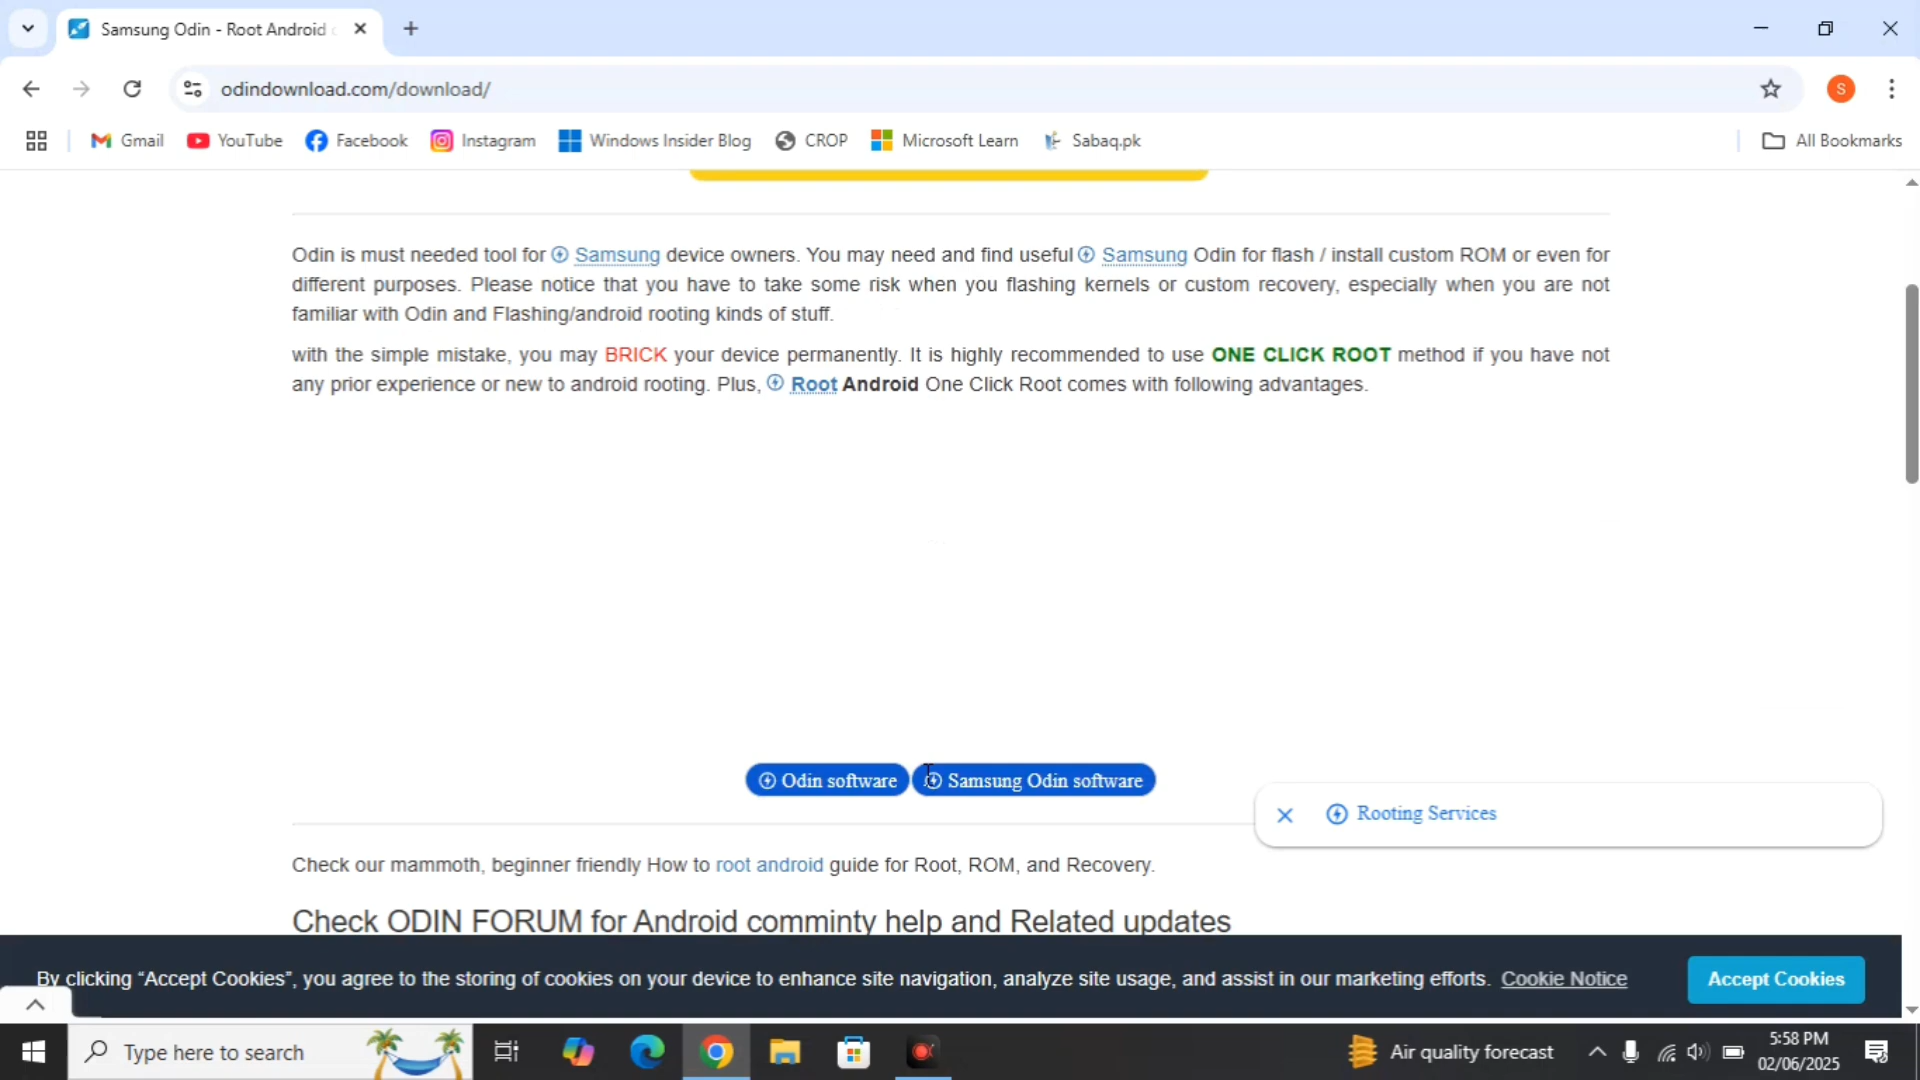 Samsung Odin - Root Android
odindownload.com/download/
S
Gmail
YouTube
Facebook
Instagram
Windows Insider Blog
CROP
Microsoft Learn
Sabaq.pk
All Bookmarks
Odin is must needed tool for Samsung device owners. You may need and find useful Samsung Odin for flash / install custom ROM or even for
different purposes. Please notice that you have to take some risk when you flashing kernels or custom recovery, especially when you are not
familiar with Odin and Flashing/android rooting kinds of stuff.
with the simple mistake, you may BRICK your device permanently. It is highly recommended to use ONE CLICK ROOT method if you have not
any prior experience or new to android rooting. Plus, Root Android One Click Root comes with following advantages.
Odin software
Samsung Odin software
Rooting Services
Check our mammoth, beginner friendly How to root android guide for Root, ROM, and Recovery.
Check ODIN FORUM for Android comminty help and Related updates
By clicking “Accept Cookies”, you agree to the storing of cookies on your device to enhance site navigation, analyze site usage, and assist in our marketing efforts. Cookie Notice
Accept Cookies
Type here to search
Air quality forecast
5:58 PM
02/06/2025